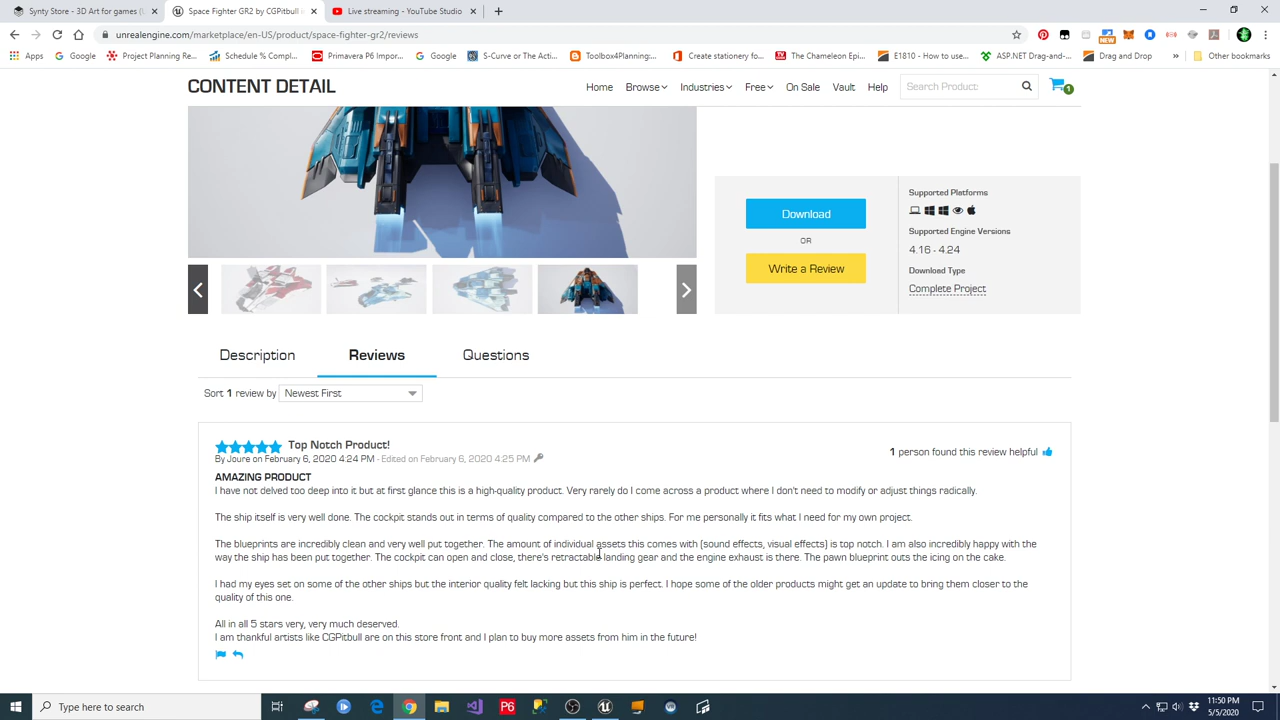 Synty Store - 3D Art for games (
Space Fighter GR2 by CGPitbull in
Live streaming - YouTube Studio
unrealengine.com/marketplace/en-US/product/space-fighter-gr2/reviews
Apps
Google
Project Planning Re...
Schedule % Compl...
Primavera P6 Impor...
Google
S-Curve or The Acti...
Toolbox4Planning:...
Create stationery fo...
The Chameleon Epi...
E1810 - How to use...
ASP.NET Drag-and-...
Drag and Drop
»
Other bookmarks
NEW
CONTENT DETAIL
Home
Browse
Industries
Free
On Sale
Vault
Help
Search Product:
1
Download
OR
Write a Review
Supported Platforms
Supported Engine Versions
4.16 - 4.24
Download Type
Complete Project
Description
Reviews
Questions
Sort 1 review by
Newest First
Top Notch Product!
By Joure on February 6, 2020 4:24 PM - Edited on February 6, 2020 4:25 PM
1 person found this review helpful
AMAZING PRODUCT
I have not delved too deep into it but at first glance this is a high-quality product. Very rarely do I come across a product where I don't need to modify or adjust things radically.
The ship itself is very well done. The cockpit stands out in terms of quality compared to the other ships. For me personally it fits what I need for my own project.
The blueprints are incredibly clean and very well put together. The amount of individual assets this comes with (sound effects, visual effects) is top notch. I am also incredibly happy with the
way the ship has been put together. The cockpit can open and close, there's retractable landing gear and the engine exhaust is there. The pawn blueprint outs the icing on the cake.
I had my eyes set on some of the other ships but the interior quality felt lacking but this ship is perfect. I hope some of the older products might get an update to bring them closer to the
quality of this one.
All in all 5 stars very, very much deserved.
I am thankful artists like CGPitbull are on this store front and I plan to buy more assets from him in the future!
Type here to search
P6
11:50 PM
5/5/2020